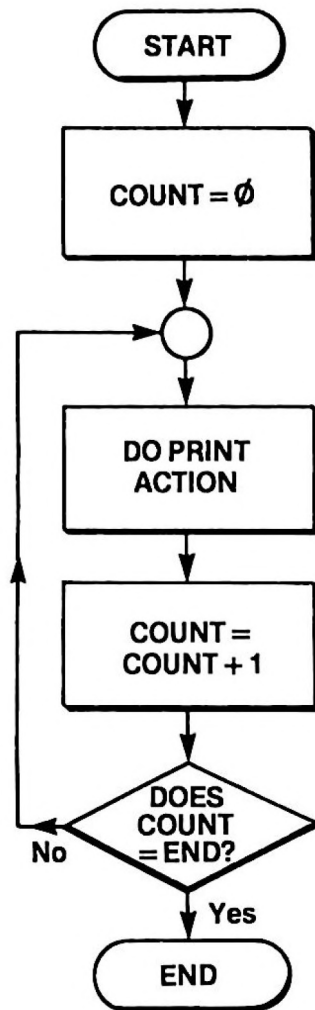 START
COUNT = Ø
DO PRINT
ACTION
COUNT =
COUNT + 1
DOES
COUNT
= END?
No
Yes
END